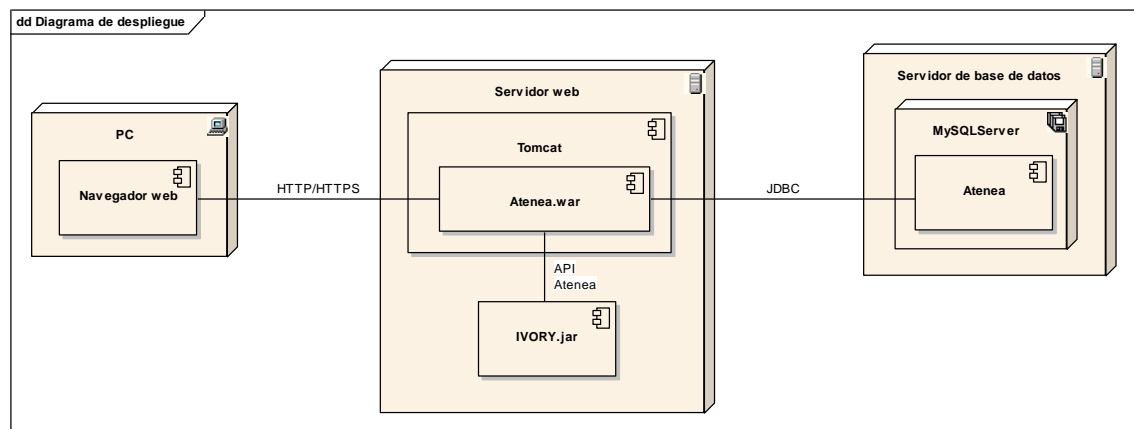 dd Diagrama de despliegue
PC
Navegador web
HTTP/HTTPS
Servidor web
Tomcat
Atenea.war
API
Atenea
IVORY.jar
JDBC
Servidor de base de datos
MySQLServer
Atenea